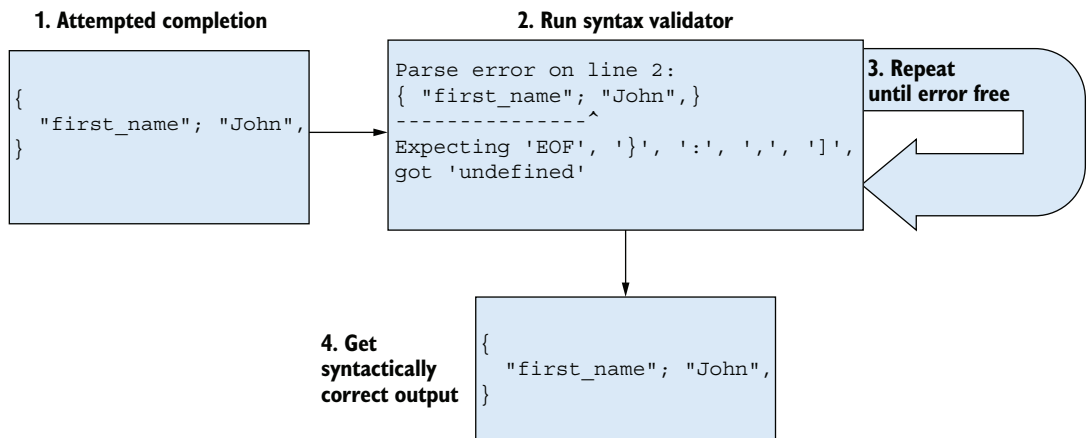 1. Attempted completion
{
  "first_name"; "John",
}
2. Run syntax validator
Parse error on line 2:
{ "first_name"; "John",}
---------------^
Expecting 'EOF', '}', ':', ',', ']',
got 'undefined'
3. Repeat
until error free
4. Get
syntactically
correct output
{
  "first_name"; "John",
}